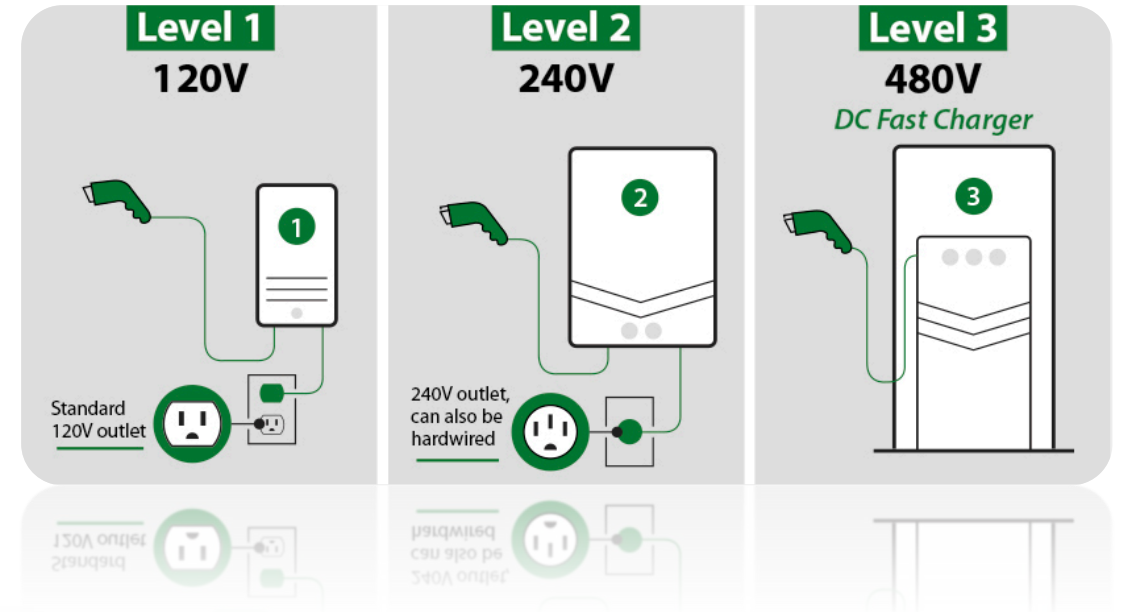 Level 1
120V
1
Standard
120V outlet
Level 2
240V
2
240V outlet,
can also be
hardwired
Level 3
480V
DC Fast Charger
3